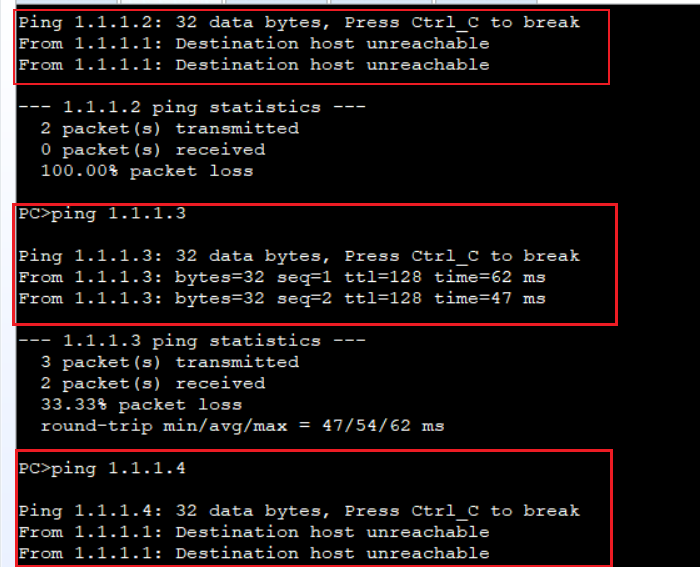 Ping 1.1.1.2: 32 data bytes, Press Ctrl_C to break
From 1.1.1.1: Destination host unreachable
From 1.1.1.1: Destination host unreachable
--- 1.1.1.2 ping statistics ---
2 packet(s) transmitted
0 packet(s) received
100.00% packet loss
PC>ping 1.1.1.3
Ping 1.1.1.3: 32 data bytes, Press Ctrl_C to break
From 1.1.1.3: bytes=32 seq=1 ttl=128 time=62 ms
From 1.1.1.3: bytes=32 seq=2 ttl=128 time=47 ms
--- 1.1.1.3 ping statistics ---
3 packet(s) transmitted
2 packet(s) received
33.33% packet loss
round-trip min/avg/max = 47/54/62 ms
PC>ping 1.1.1.4
Ping 1.1.1.4: 32 data bytes, Press Ctrl_C to break
From 1.1.1.1: Destination host unreachable
From 1.1.1.1: Destination host unreachable